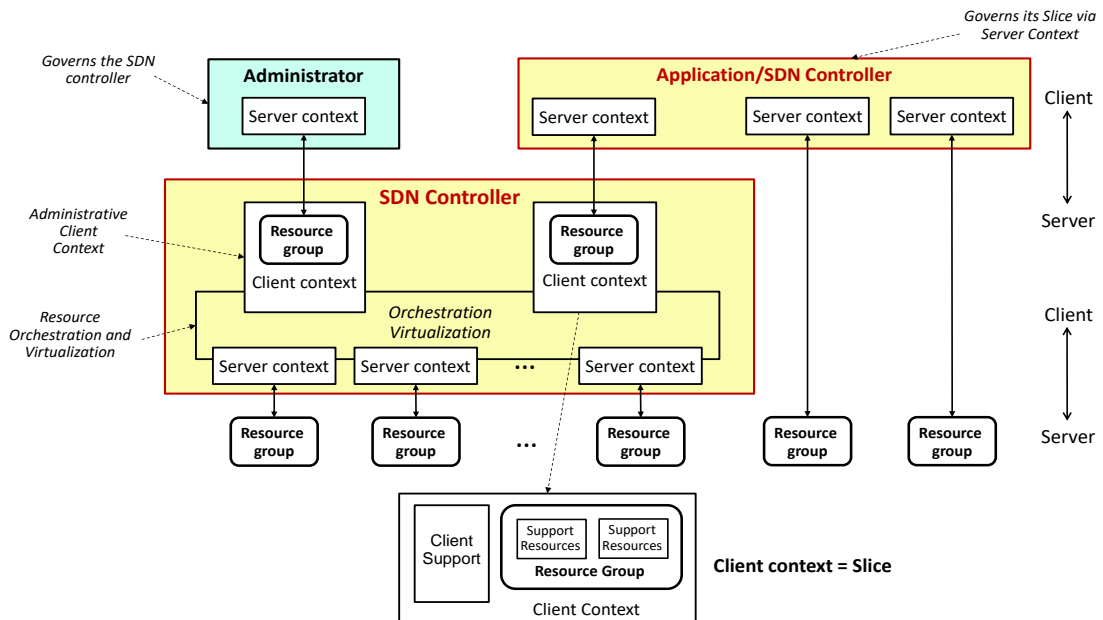 Governs its Slice via
Server Context
Governs the SDN
controller
Administrator
Server context
Application/SDN Controller
Server context
Server context
Server context
Client
Server
SDN Controller
Administrative
Client
Context
Resource
group
Client context
Resource
group
Client context
Resource
Orchestration and
Virtualization
Orchestration
Virtualization
Server context
Server context
...
Server context
Client
Server
Resource
group
Resource
group
...
Resource
group
Resource
group
Resource
group
Client
Support
Support
Resources
Support
Resources
Resource Group
Client Context
Client context = Slice